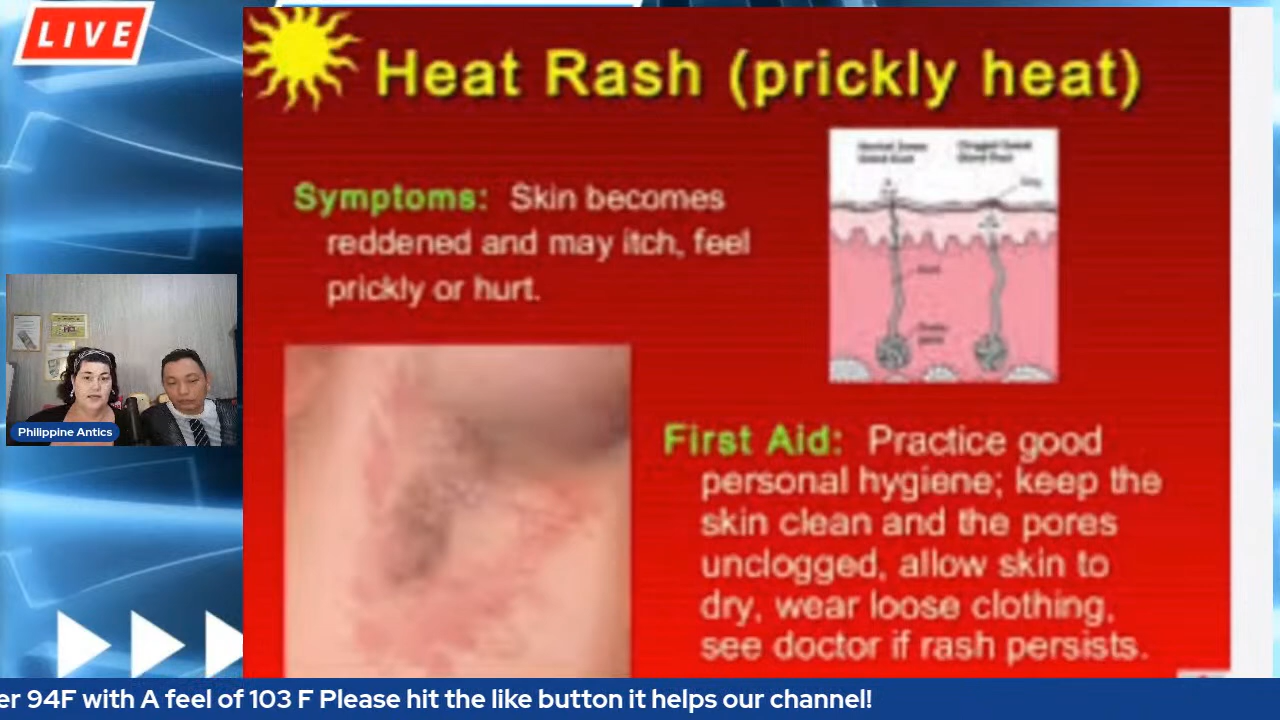 LIVE
Heat Rash (prickly heat)
Symptoms: Skin becomes
reddened and may itch, feel
prickly or hurt.
Philippine Antics
First Aid: Practice good
personal hygiene; keep the
skin clean and the pores
unclogged, allow skin to
dry, wear loose clothing,
see doctor if rash persists.
er 94F with A feel of 103 F Please hit the like button it helps our channel!